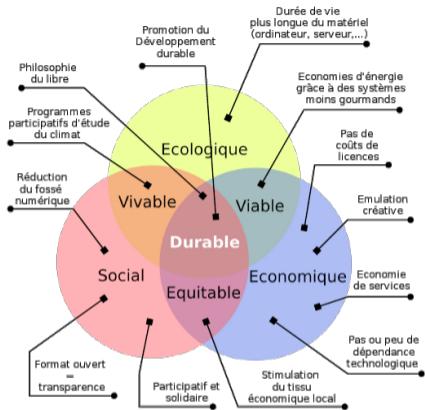 Durée de vie
plus longue du matériel
(ordinateur, serveur,...)
Promotion du
Développement
durable
Philosophie
du libre
Economies d'énergie
grâce à des systèmes
moins gourmands
Programmes
participatifs d'étude
du climat
Pas de
coûts de
licences
Ecologique
Réduction
du fossé
numérique
Vivable
Viable
Emulation
créative
Durable
Social
Economique
Equitable
Economie
de services
Format ouvert
=
transparence
Participatif et
solidaire
Stimulation
du tissu
économique local
Pas ou peu de
dépendance
technologique